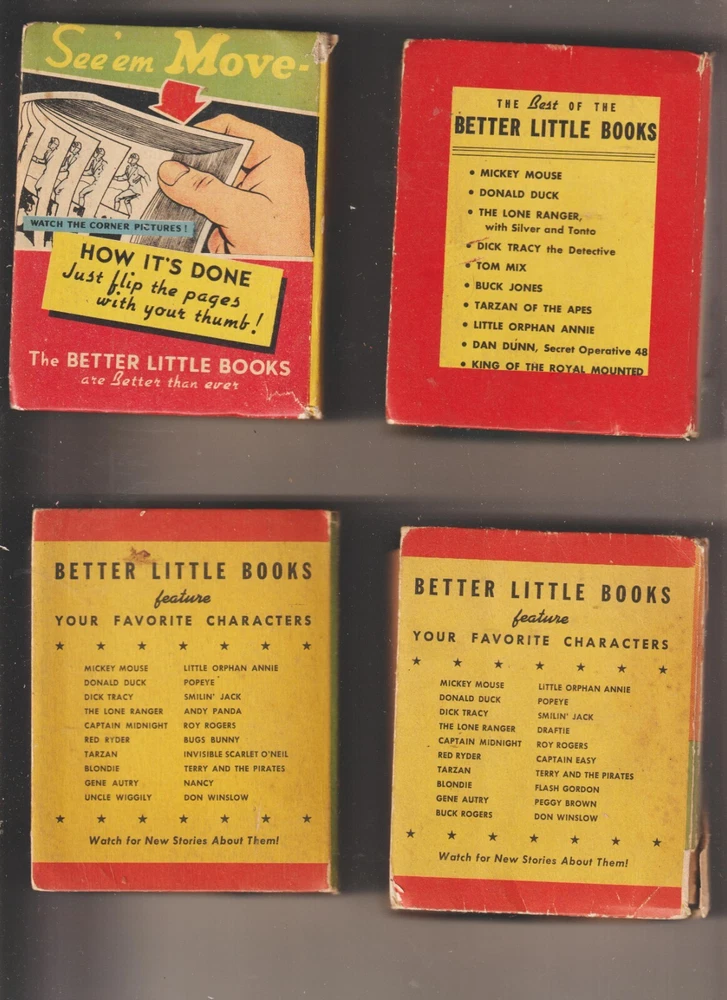 See 'em Move-
WATCH THE CORNER PICTURES!
HOW IT'S DONE
Just flip the pages
with your thumb!
The BETTER LITTLE BOOKS
are Better than ever
THE Best OF THE
BETTER LITTLE BOOKS
• MICKEY MOUSE
• DONALD DUCK
• THE LONE RANGER,
with Silver and Tonto
• DICK TRACY the Detective
• TOM MIX
• BUCK JONES
• TARZAN OF THE APES
• LITTLE ORPHAN ANNIE
• DAN DUNN, Secret Operative 48
• KING OF THE ROYAL MOUNTED
BETTER LITTLE BOOKS
feature
YOUR FAVORITE CHARACTERS
MICKEY MOUSE
DONALD DUCK
DICK TRACY
THE LONE RANGER
CAPTAIN MIDNIGHT
RED RYDER
TARZAN
BLONDIE
GENE AUTRY
UNCLE WIGGILY
LITTLE ORPHAN ANNIE
POPEYE
SMILIN' JACK
ANDY PANDA
ROY ROGERS
BUGS BUNNY
INVISIBLE SCARLET O'NEIL
TERRY AND THE PIRATES
NANCY
DON WINSLOW
Watch for New Stories About Them!
BETTER LITTLE BOOKS
feature
YOUR FAVORITE CHARACTERS
MICKEY MOUSE
DONALD DUCK
DICK TRACY
THE LONE RANGER
CAPTAIN MIDNIGHT
RED RYDER
TARZAN
BLONDIE
GENE AUTRY
BUCK ROGERS
LITTLE ORPHAN ANNIE
POPEYE
SMILIN' JACK
DRAFTIE
ROY ROGERS
CAPTAIN EASY
TERRY AND THE PIRATES
FLASH GORDON
PEGGY BROWN
DON WINSLOW
Watch for New Stories About Them!